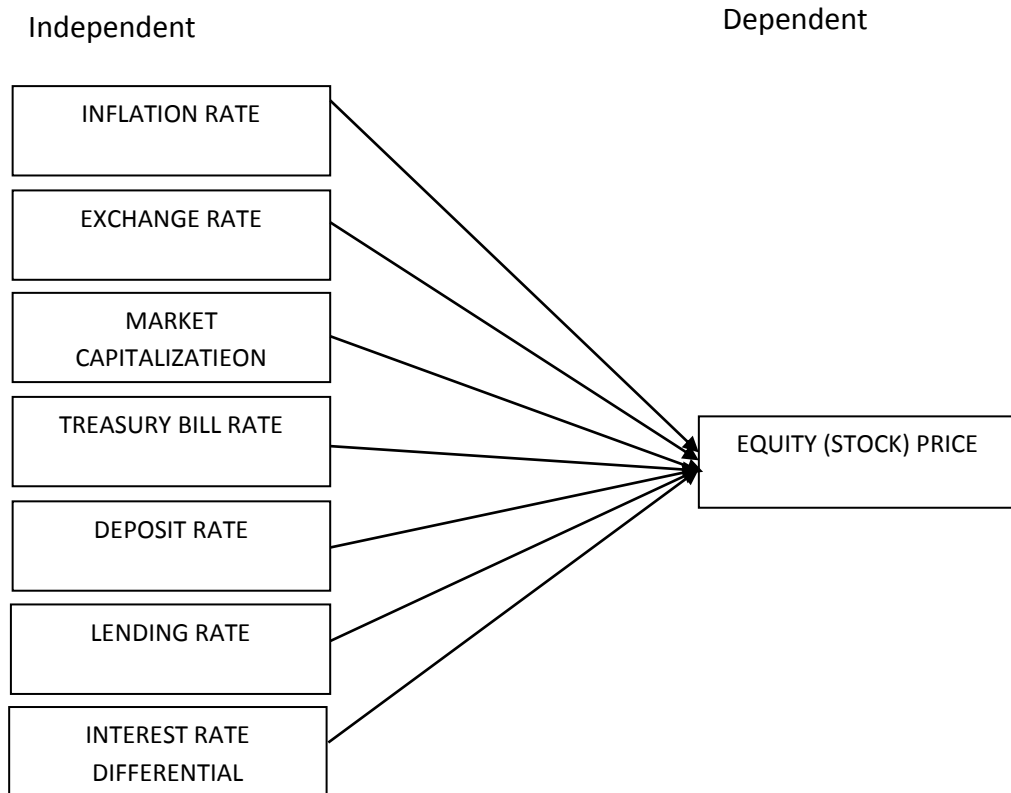 Independent
Dependent
INFLATION RATE
EXCHANGE RATE
MARKET
CAPITALIZATIEON
TREASURY BILL RATE
EQUITY (STOCK) PRICE
DEPOSIT RATE
LENDING RATE
INTEREST RATE
DIFFERENTIAL